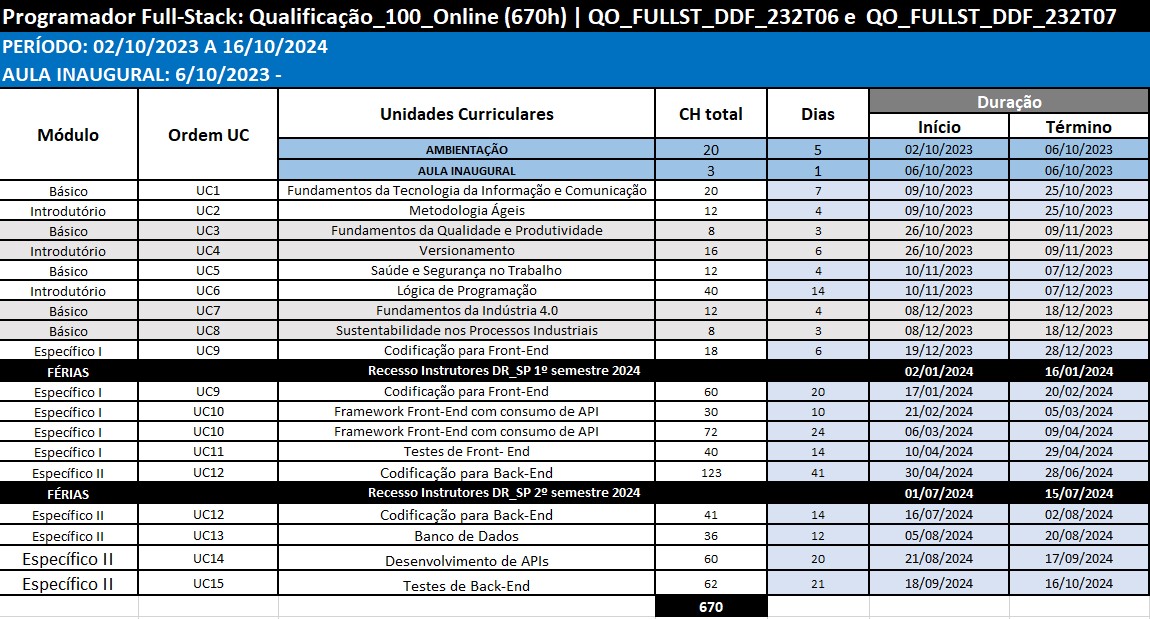 Programador Full-Stack: Qualificação_100_Online (670h) | QO_FULLST_DDF_232T06 e QO_FULLST_DDF_232T07
PERÍODO: 02/10/2023 A 16/10/2024
AULA INAUGURAL: 6/10/2023 -
Módulo Ordem UC Unidades Curriculares CH total Dias Duração
Início Término
AMBIENTAÇÃO 20 5 02/10/2023 06/10/2023
AULA INAUGURAL 3 1 06/10/2023 06/10/2023
Básico UC1 Fundamentos da Tecnologia da Informação e Comunicação 20 7 09/10/2023 25/10/2023
Introdutório UC2 Metodologia Ágeis 12 4 09/10/2023 25/10/2023
Básico UC3 Fundamentos da Qualidade e Produtividade 8 3 26/10/2023 09/11/2023
Introdutório UC4 Versionamento 16 6 26/10/2023 09/11/2023
Básico UC5 Saúde e Segurança no Trabalho 12 4 10/11/2023 07/12/2023
Introdutório UC6 Lógica de Programação 40 14 10/11/2023 07/12/2023
Básico UC7 Fundamentos da Indústria 4.0 12 4 08/12/2023 18/12/2023
Básico UC8 Sustentabilidade nos Processos Industriais 8 3 08/12/2023 18/12/2023
Específico I UC9 Codificação para Front-End 18 6 19/12/2023 28/12/2023
FÉRIAS Recesso Instrutores DR_SP 1º semestre 2024 02/01/2024 16/01/2024
Específico I UC9 Codificação para Front-End 60 20 17/01/2024 20/02/2024
Específico I UC10 Framework Front-End com consumo de API 30 10 21/02/2024 05/03/2024
Específico I UC10 Framework Front-End com consumo de API 72 24 06/03/2024 09/04/2024
Específico I UC11 Testes de Front- End 40 14 10/04/2024 29/04/2024
Específico II UC12 Codificação para Back-End 123 41 30/04/2024 28/06/2024
FÉRIAS Recesso Instrutores DR_SP 2º semestre 2024 01/07/2024 15/07/2024
Específico II UC12 Codificação para Back-End 41 14 16/07/2024 02/08/2024
Específico II UC13 Banco de Dados 36 12 05/08/2024 20/08/2024
Específico II UC14 Desenvolvimento de APIs 60 20 21/08/2024 17/09/2024
Específico II UC15 Testes de Back-End 62 21 18/09/2024 16/10/2024
670